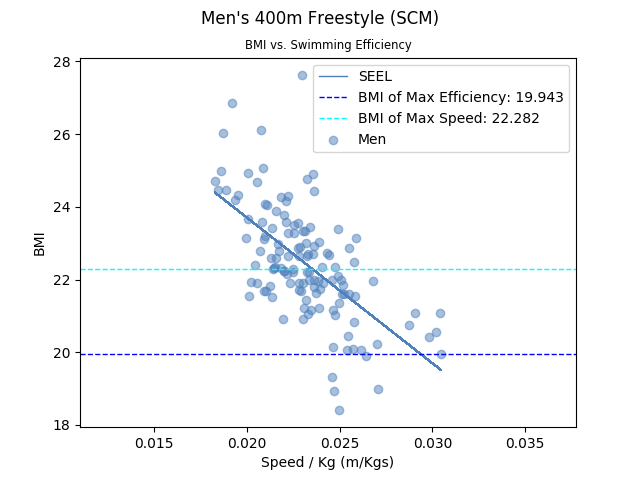 Men's 400m Freestyle (SCM)
BMI vs. Swimming Efficiency
SEEL
BMI of Max Efficiency: 19.943
BMI of Max Speed: 22.282
Men
BMI
28
26
24
22
20
18
0.015 0.020 0.025 0.030 0.035
Speed / Kg (m/Kgs)